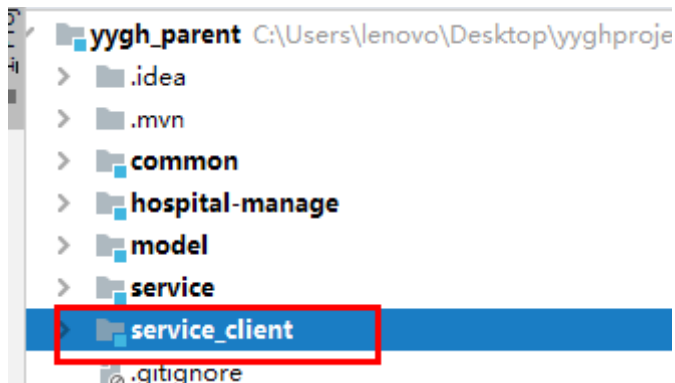 yygh_parent C:\Users\lenovo\Desktop\yyghproje
.idea
.mvn
common
hospital-manage
model
service
service_client
.gitignore